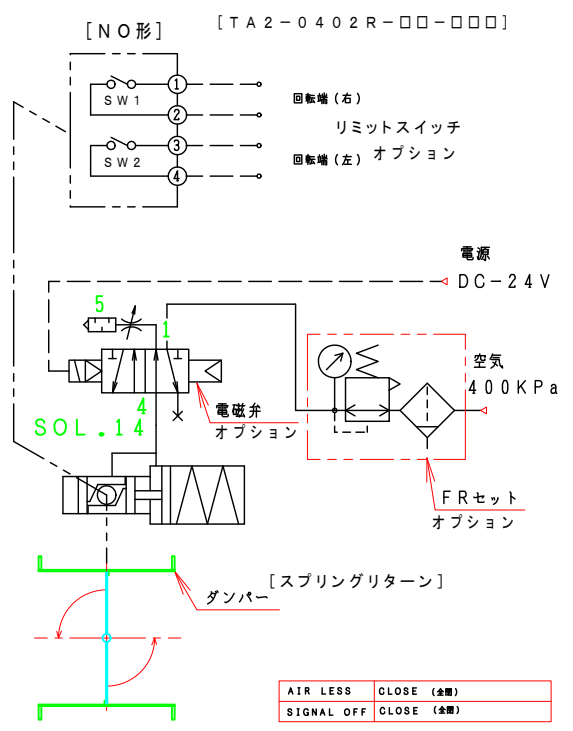 [NO形]
[TA2-0402R-□□-□□□]
1
SW1
2
回転端(右)
リミットスイッチ
オプション
3
SW2
4
回転端(左)
電源
DC-24V
5
1
空気
400KPa
4
SOL.14
電磁弁
オプション
FRセット
オプション
[スプリングリターン]
ダンパー
AIR LESS CLOSE (全閉)
SIGNAL OFF CLOSE (全閉)